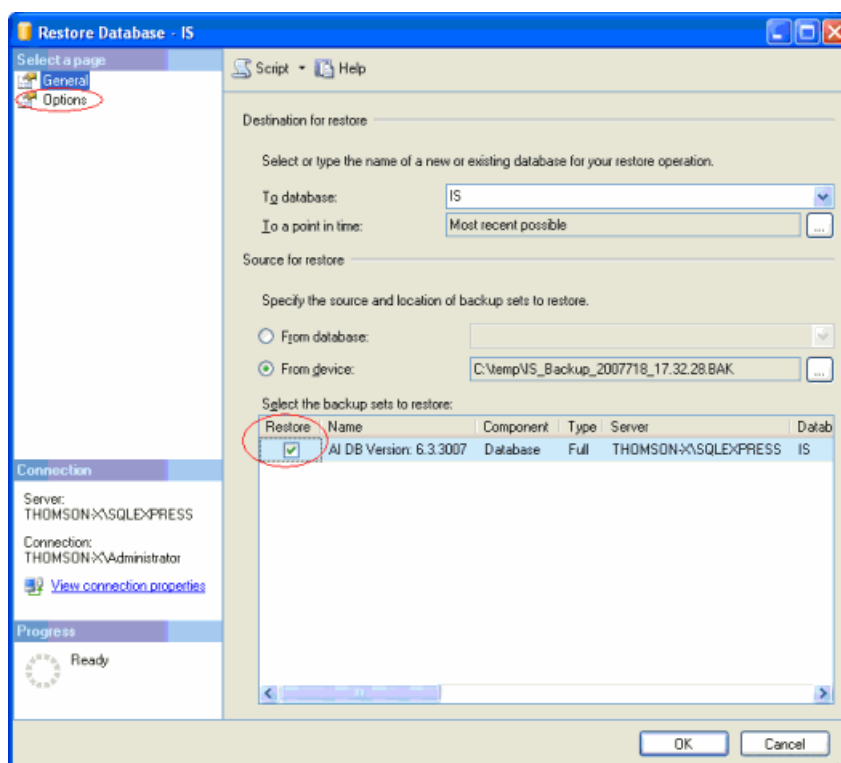 Restore Database - IS
Select a page
General
Options
Script Help
Destination for restore
Select or type the name of a new or existing database for your restore operation.
To database: IS
To a point in time: Most recent possible ...
Source for restore
Specify the source and location of backup sets to restore.
From database:
From device: C:\temp\IS_Backup_2007718_17.32.28.BAK ...
Select the backup sets to restore:
Restore Name Component Type Server Datab
AI DB Version: 6.3.3007 Database Full THOMSON-X\SQLEXPRESS IS
Connection
Server:
THOMSON-X\SQLEXPRESS
Connection:
THOMSON-X\Administrator
View connection properties
Progress
Ready
OK Cancel